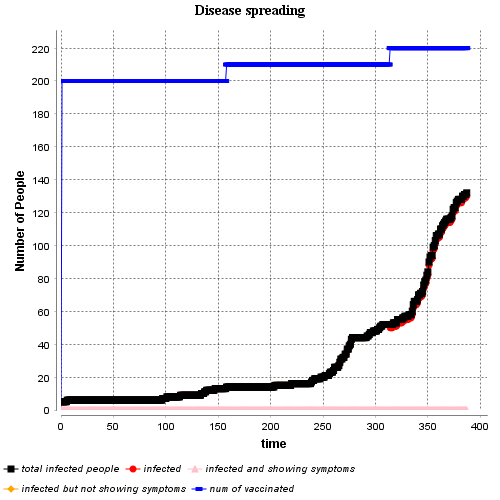 Disease spreading
220
200
180
160
140
120
100
80
60
40
20
0
Number of People
0 50 100 150 200 250 300 350 400
time
total infected people infected infected and showing symptoms
infected but not showing symptoms num of vaccinated